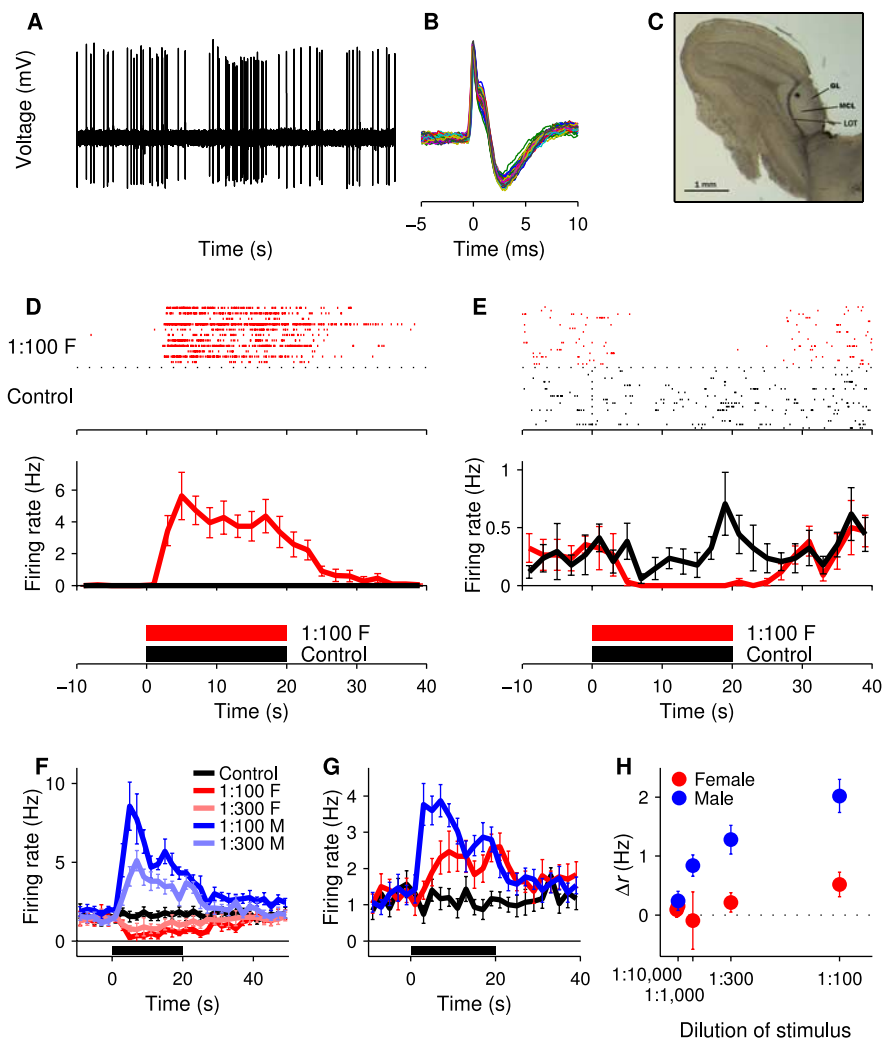 A
Voltage (mV)
Time (s)
B
−5
0
5
10
Time (ms)
C
GL
MCL
LOT
1 mm
D
1:100 F
Control
Firing rate (Hz)
6
4
2
0
1:100 F
Control
−10
0
10
20
30
40
Time (s)
E
Firing rate (Hz)
1
0.5
0
1:100 F
Control
−10
0
10
20
30
40
Time (s)
F
Firing rate (Hz)
10
5
0
Control
1:100 F
1:300 F
1:100 M
1:300 M
0
20
40
Time (s)
G
Firing rate (Hz)
4
3
2
1
0
0
20
40
Time (s)
H
Female
Male
Δr (Hz)
2
1
0
1:10,000
1:1,000
1:300
1:100
Dilution of stimulus